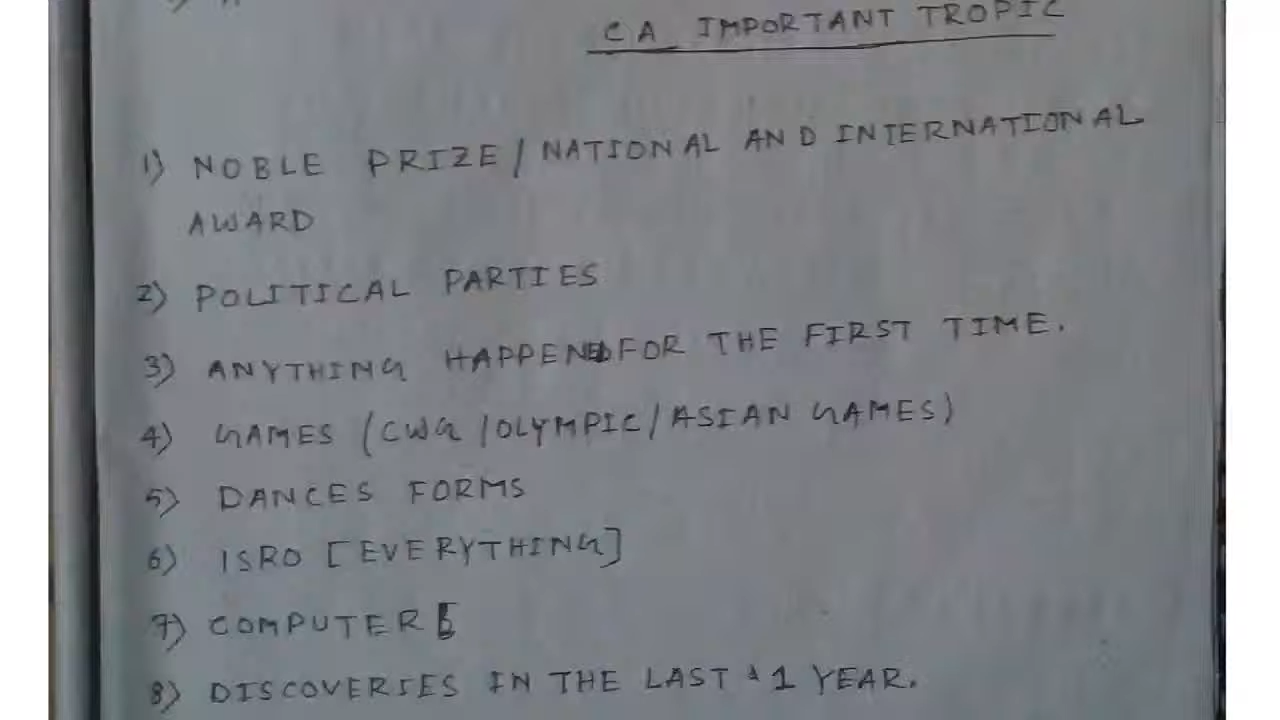 CA IMPORTANT TROPIC
1) NOBLE PRIZE / NATIONAL AND INTERNATIONAL
AWARD
2) POLITICAL PARTIES
3) ANYTHING HAPPENED FOR THE FIRST TIME.
4) GAMES (CWG / OLYMPIC / ASIAN GAMES)
5) DANCES FORMS
6) ISRO [EVERYTHING]
7) COMPUTER
8) DISCOVERIES IN THE LAST 1 YEAR.